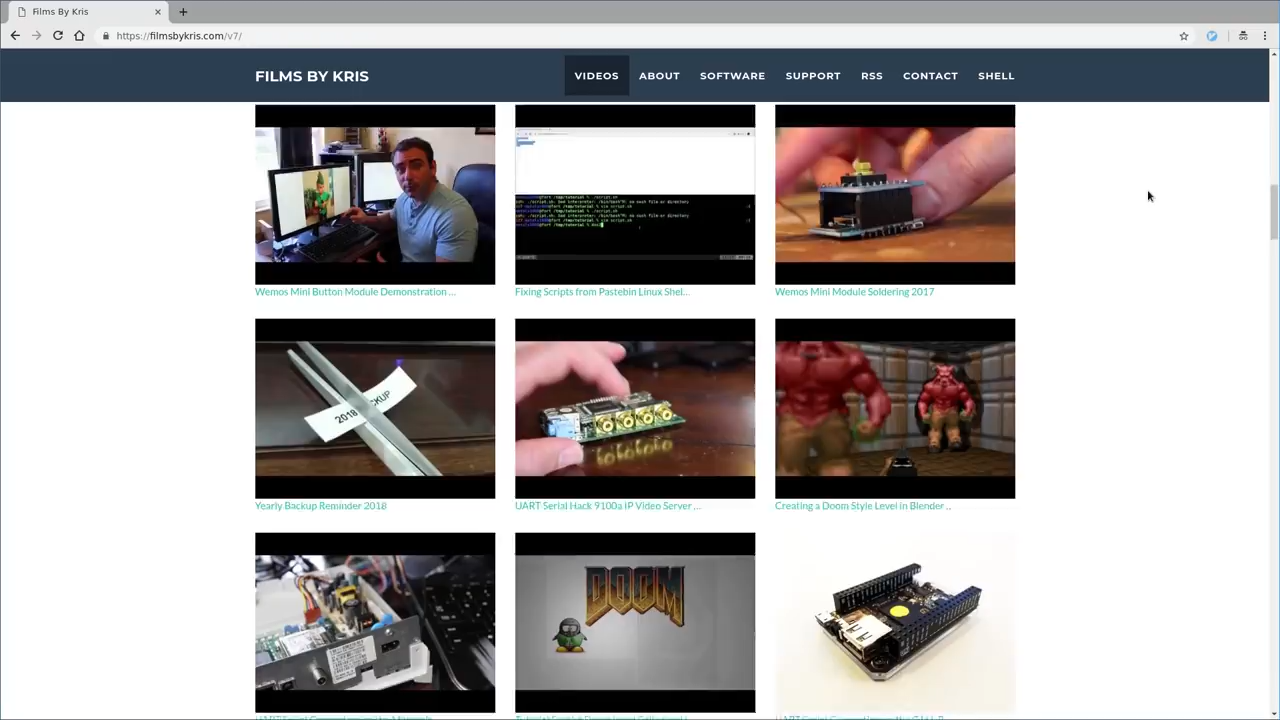 Films By Kris
https://filmsbykris.com/v7/
FILMS BY KRIS
VIDEOS ABOUT SOFTWARE SUPPORT RSS CONTACT SHELL
Wemos Mini Button Module Demonstration ...
Fixing Scripts from Pastebin Linux Shel...
Wemos Mini Module Soldering 2017
2018 BACKUP
Yearly Backup Reminder 2018
UART Serial Hack 9100a IP Video Server ...
Creating a Doom Style Level in Blender ..
DOOM